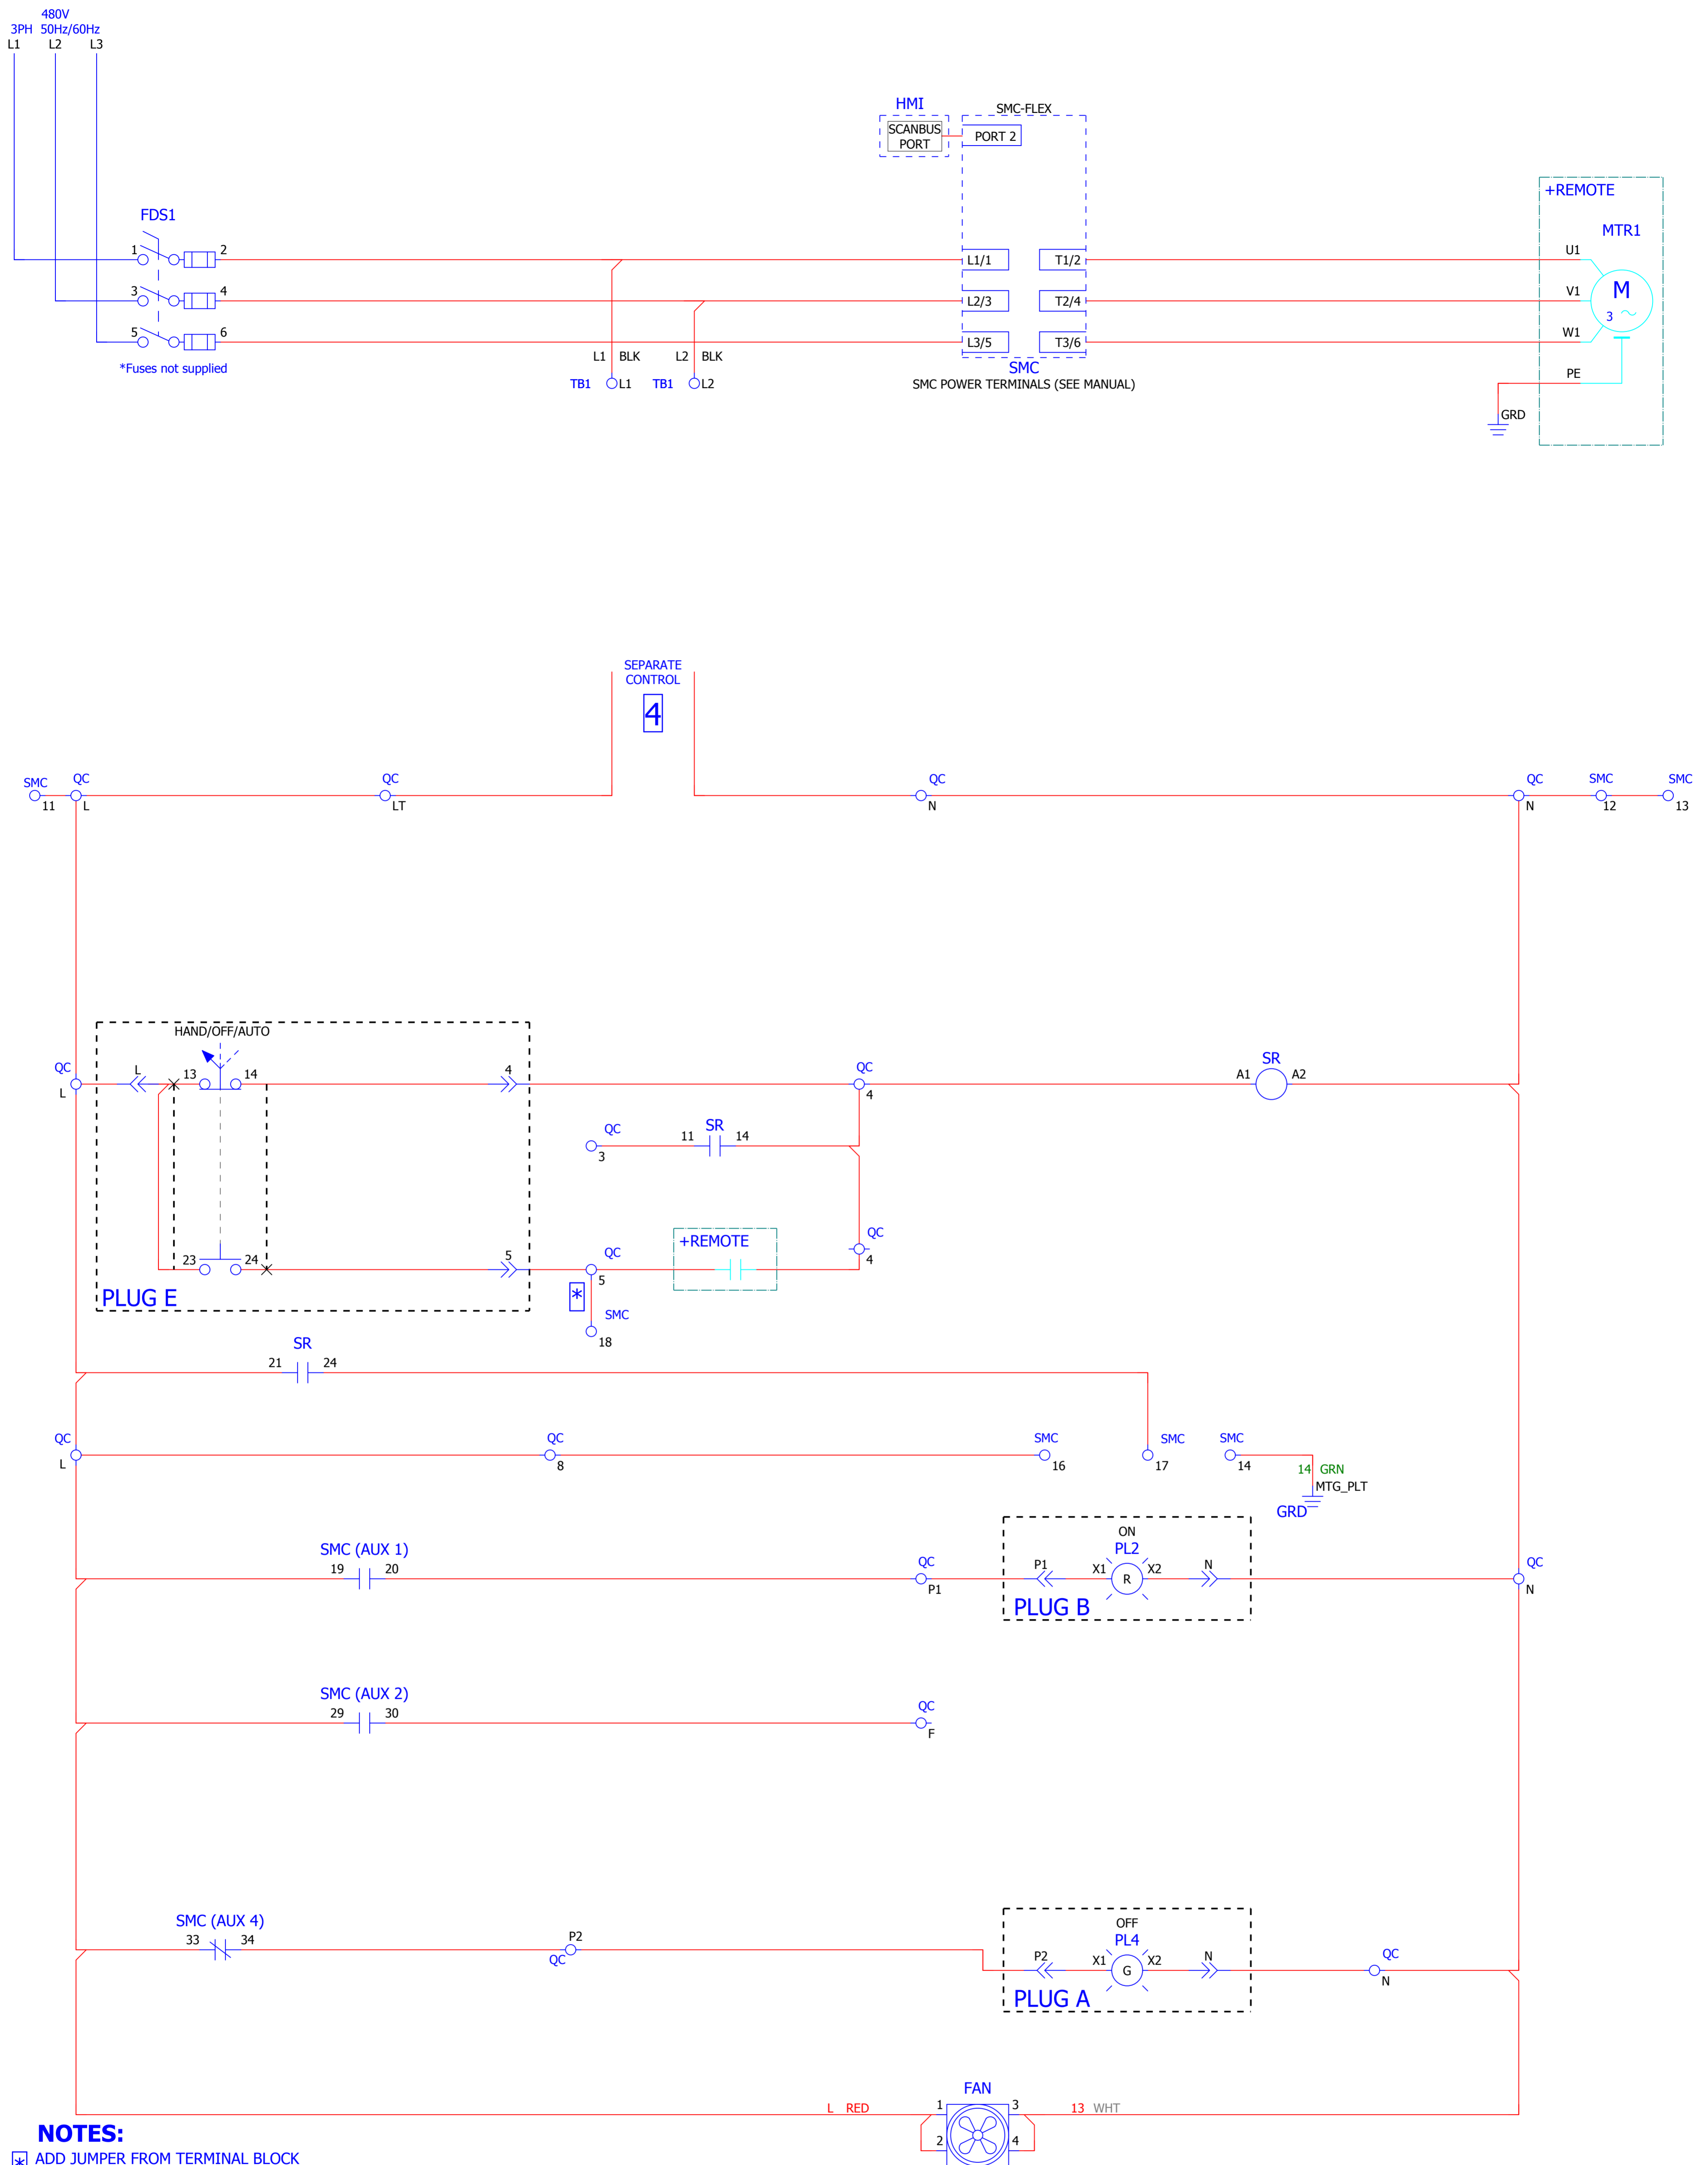 480V
3PH 50Hz/60Hz
L1 L2 L3
HMI
SCANBUS
PORT
SMC-FLEX
PORT 2
+REMOTE
MTR1
FDS1
1 2
3 4
5 6
*Fuses not supplied
L1/1 T1/2
L2/3 T2/4
L3/5 T3/6
U1
V1
W1
M
3
PE
GRD
L1 BLK L2 BLK
TB1 L1 TB1 L2
SMC
SMC POWER TERMINALS (SEE MANUAL)
SEPARATE
CONTROL
4
SMC QC QC QC QC SMC SMC
11 L LT N N 12 13
HAND/OFF/AUTO
QC L 13 14 4 QC SR
L 4 A1 A2
QC SR
3 11 14
QC
4
+REMOTE
23 24 5 QC
5
PLUG E
*
SMC
18
SR
21 24
QC QC SMC SMC SMC
L 8 16 17 14
14 GRN
MTG_PLT
GRD
ON
PL2
SMC (AUX 1)
19 20 QC P1 X1 R X2 N QC
P1 N
PLUG B
SMC (AUX 2)
29 30 QC
F
OFF
PL4
SMC (AUX 4)
33 34 P2
QC
P2 X1 G X2 N QC
N
PLUG A
FAN
L RED 1 3 13 WHT
2 4
NOTES:
* ADD JUMPER FROM TERMINAL BLOCK